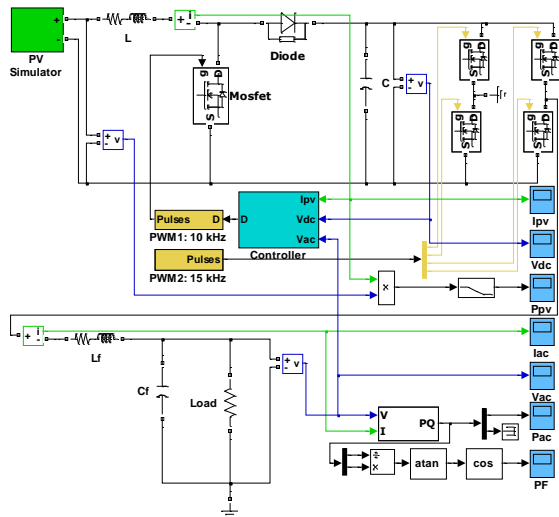 + PV - Simulator
L
i + -
Diode
g D S
Mosfet
C
+ - v
g D S
g D S
g D S
g D S
r
+ - v
Pulses D
PWM1: 10 kHz
D Ipv Vdc Vac
Controller
Pulses
PWM2: 15 kHz
×
Ipv
Vdc
Ppv
Iac
Vac
Pac
PF
i + -
Lf
Cf
Load
+ - v
V I PQ
÷ ×
atan
cos